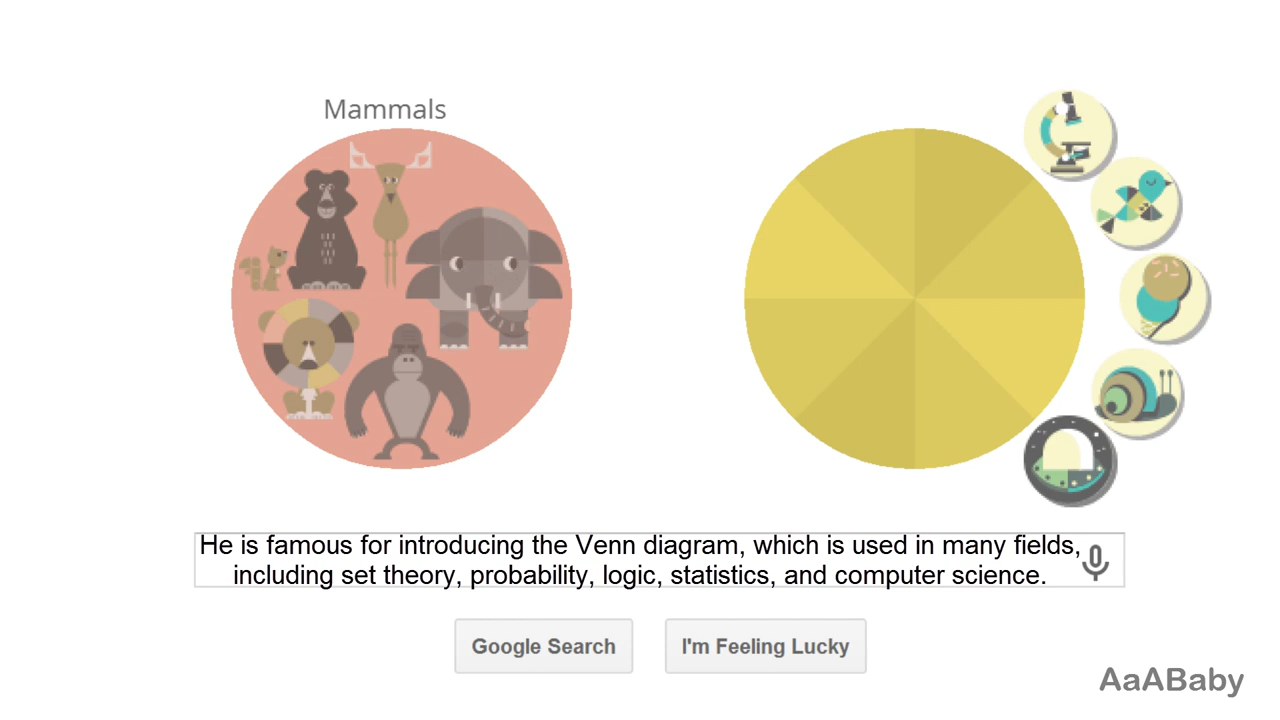 Mammals
He is famous for introducing the Venn diagram, which is used in many fields,
including set theory, probability, logic, statistics, and computer science.
Google Search
I'm Feeling Lucky
AaABaby